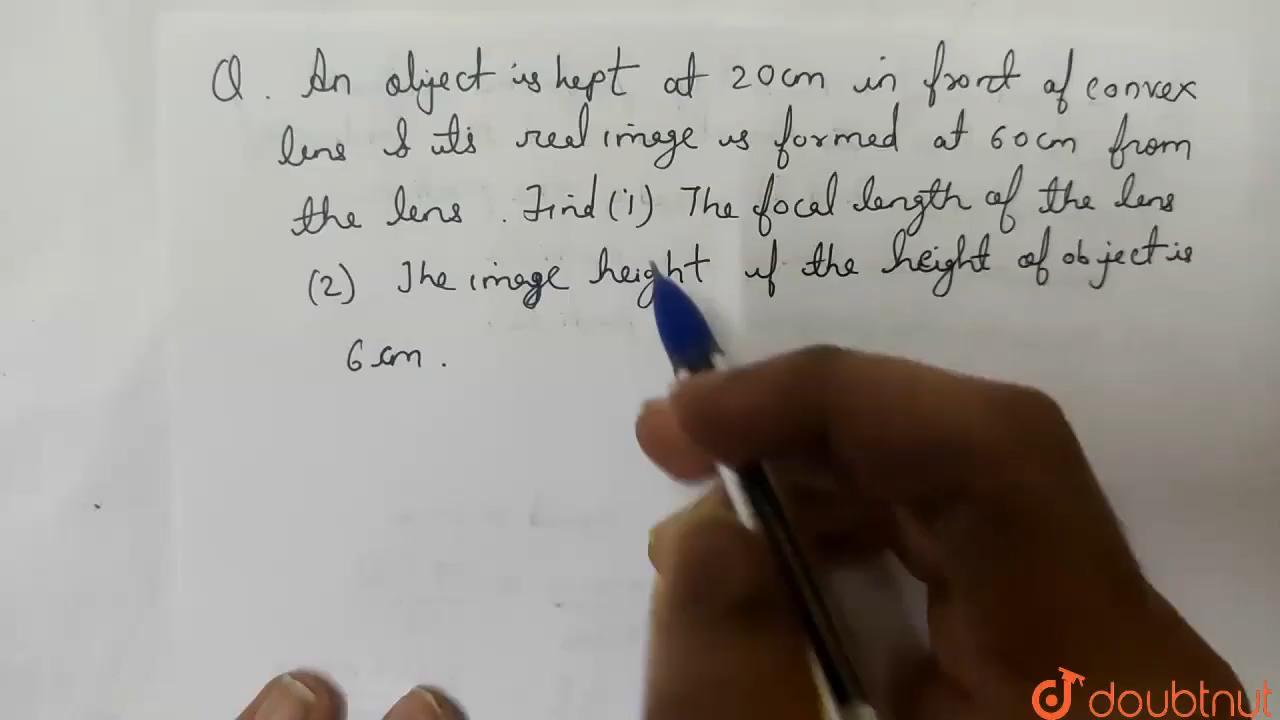 Q. An object is kept at 20cm in front of convex
lens & its real image is formed at 60cm from
the lens. Find (i) The focal length of the lens
(2) The image height if the height of object is
6 cm.
doubtnut